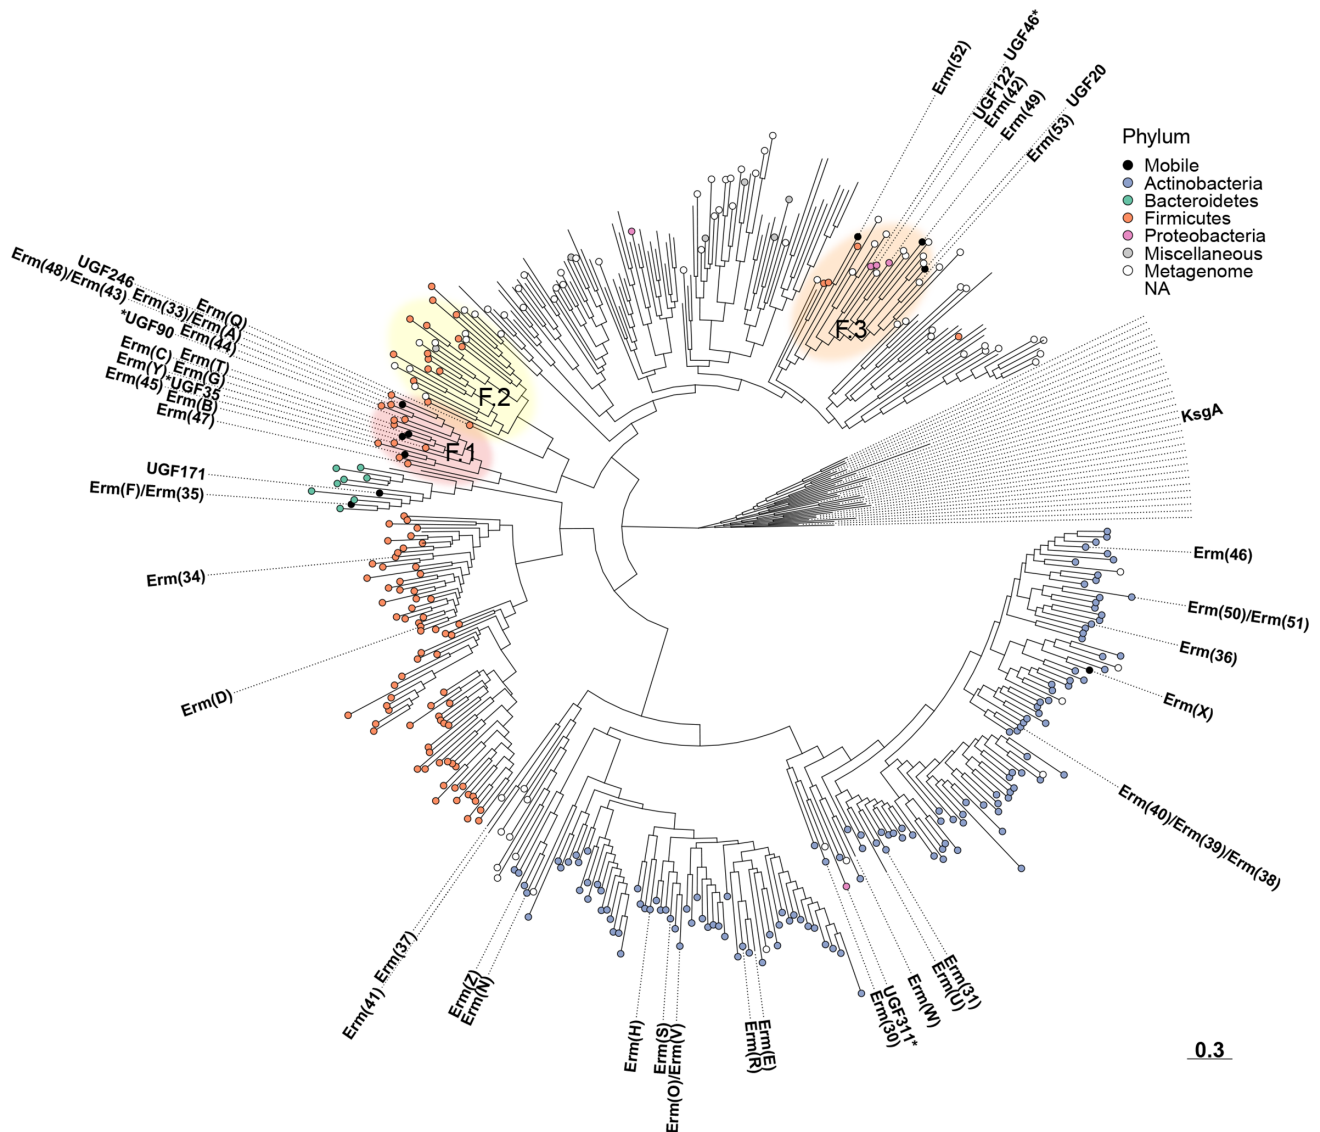 UGF46*
Erm(52)
UGF122
Erm(42)
UGF20
Erm(49)
Erm(53)
Phylum
Mobile
Actinobacteria
Bacteroidetes
Firmicutes
Proteobacteria
Miscellaneous
Metagenome
NA
UGF246
Erm(48)/Erm(43)
Erm(Q)
Erm(33)/Erm(A)
*UGF90
Erm(44)
Erm(C)
Erm(T)
Erm(Y)
Erm(G)
Erm(45)
*UGF35
Erm(B)
Erm(47)
F.3
F.2
F.1
KsgA
UGF171
Erm(F)/Erm(35)
Erm(34)
Erm(D)
Erm(46)
Erm(50)/Erm(51)
Erm(36)
Erm(X)
Erm(40)/Erm(39)/Erm(38)
Erm(37)
Erm(41)
Erm(Z)
Erm(N)
Erm(H)
Erm(S)
Erm(O)/Erm(V)
Erm(R)
Erm(E)
Erm(30)
UGF311*
Erm(W)
Erm(U)
Erm(31)
0.3